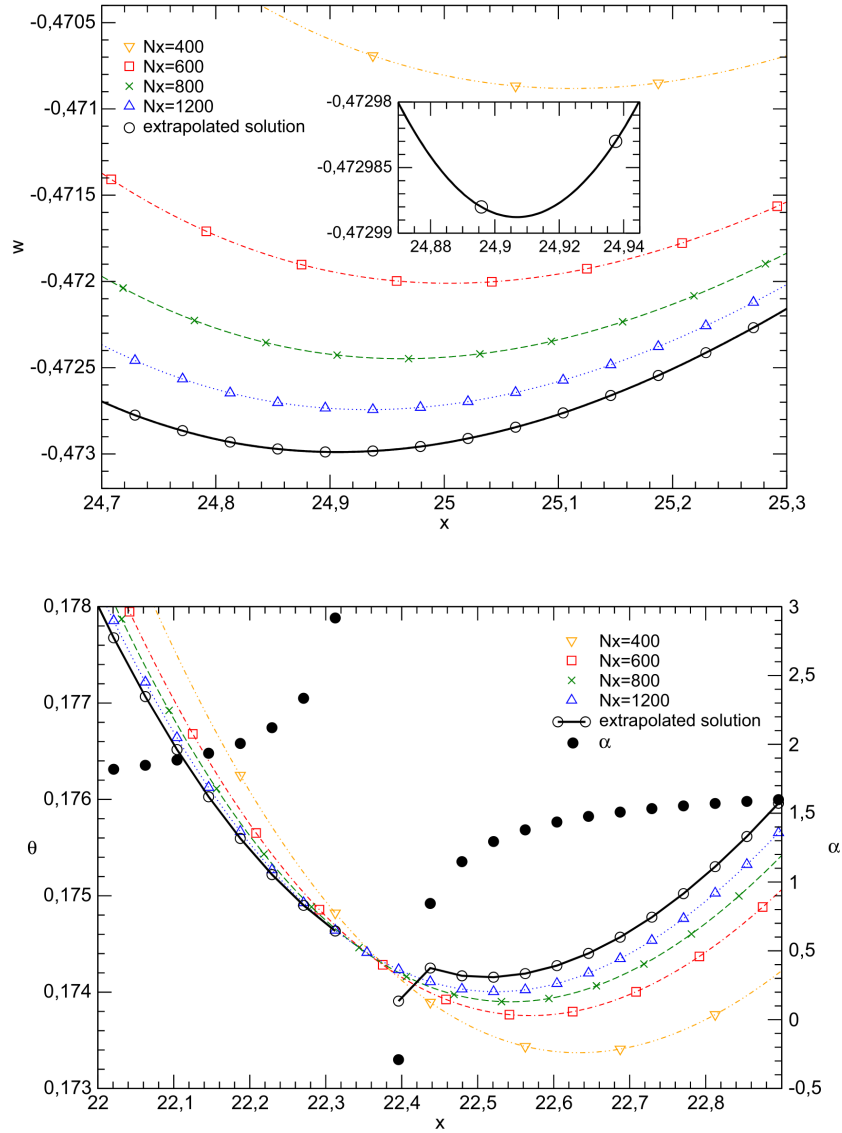 -0,4705
Nx=400
Nx=600
Nx=800
Nx=1200
extrapolated solution
-0,471
-0,47298
-0,472985
-0,47299
24,88
24,9
24,92
24,94
-0,4715
w
-0,472
-0,4725
-0,473
24,7
24,8
24,9
25
25,1
25,2
25,3
x
0,178
3
Nx=400
Nx=600
Nx=800
Nx=1200
extrapolated solution
α
2,5
0,177
2
0,176
1,5
θ
α
1
0,175
0,5
0,174
0
0,173
-0,5
22
22,1
22,2
22,3
22,4
22,5
22,6
22,7
22,8
x